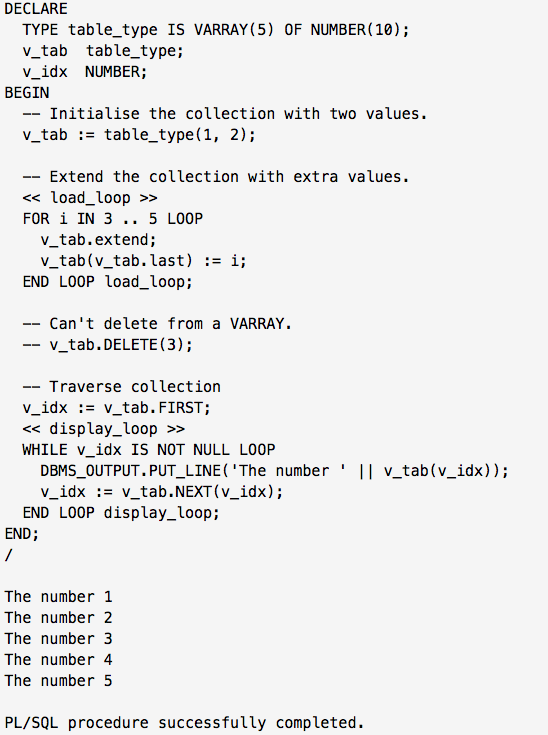 DECLARE
  TYPE table_type IS VARRAY(5) OF NUMBER(10);
  v_tab  table_type;
  v_idx  NUMBER;
BEGIN
  -- Initialise the collection with two values.
  v_tab := table_type(1, 2);

  -- Extend the collection with extra values.
  << load_loop >>
  FOR i IN 3 .. 5 LOOP
    v_tab.extend;
    v_tab(v_tab.last) := i;
  END LOOP load_loop;

  -- Can't delete from a VARRAY.
  -- v_tab.DELETE(3);

  -- Traverse collection
  v_idx := v_tab.FIRST;
  << display_loop >>
  WHILE v_idx IS NOT NULL LOOP
    DBMS_OUTPUT.PUT_LINE('The number ' || v_tab(v_idx));
    v_idx := v_tab.NEXT(v_idx);
  END LOOP display_loop;
END;
/

The number 1
The number 2
The number 3
The number 4
The number 5

PL/SQL procedure successfully completed.